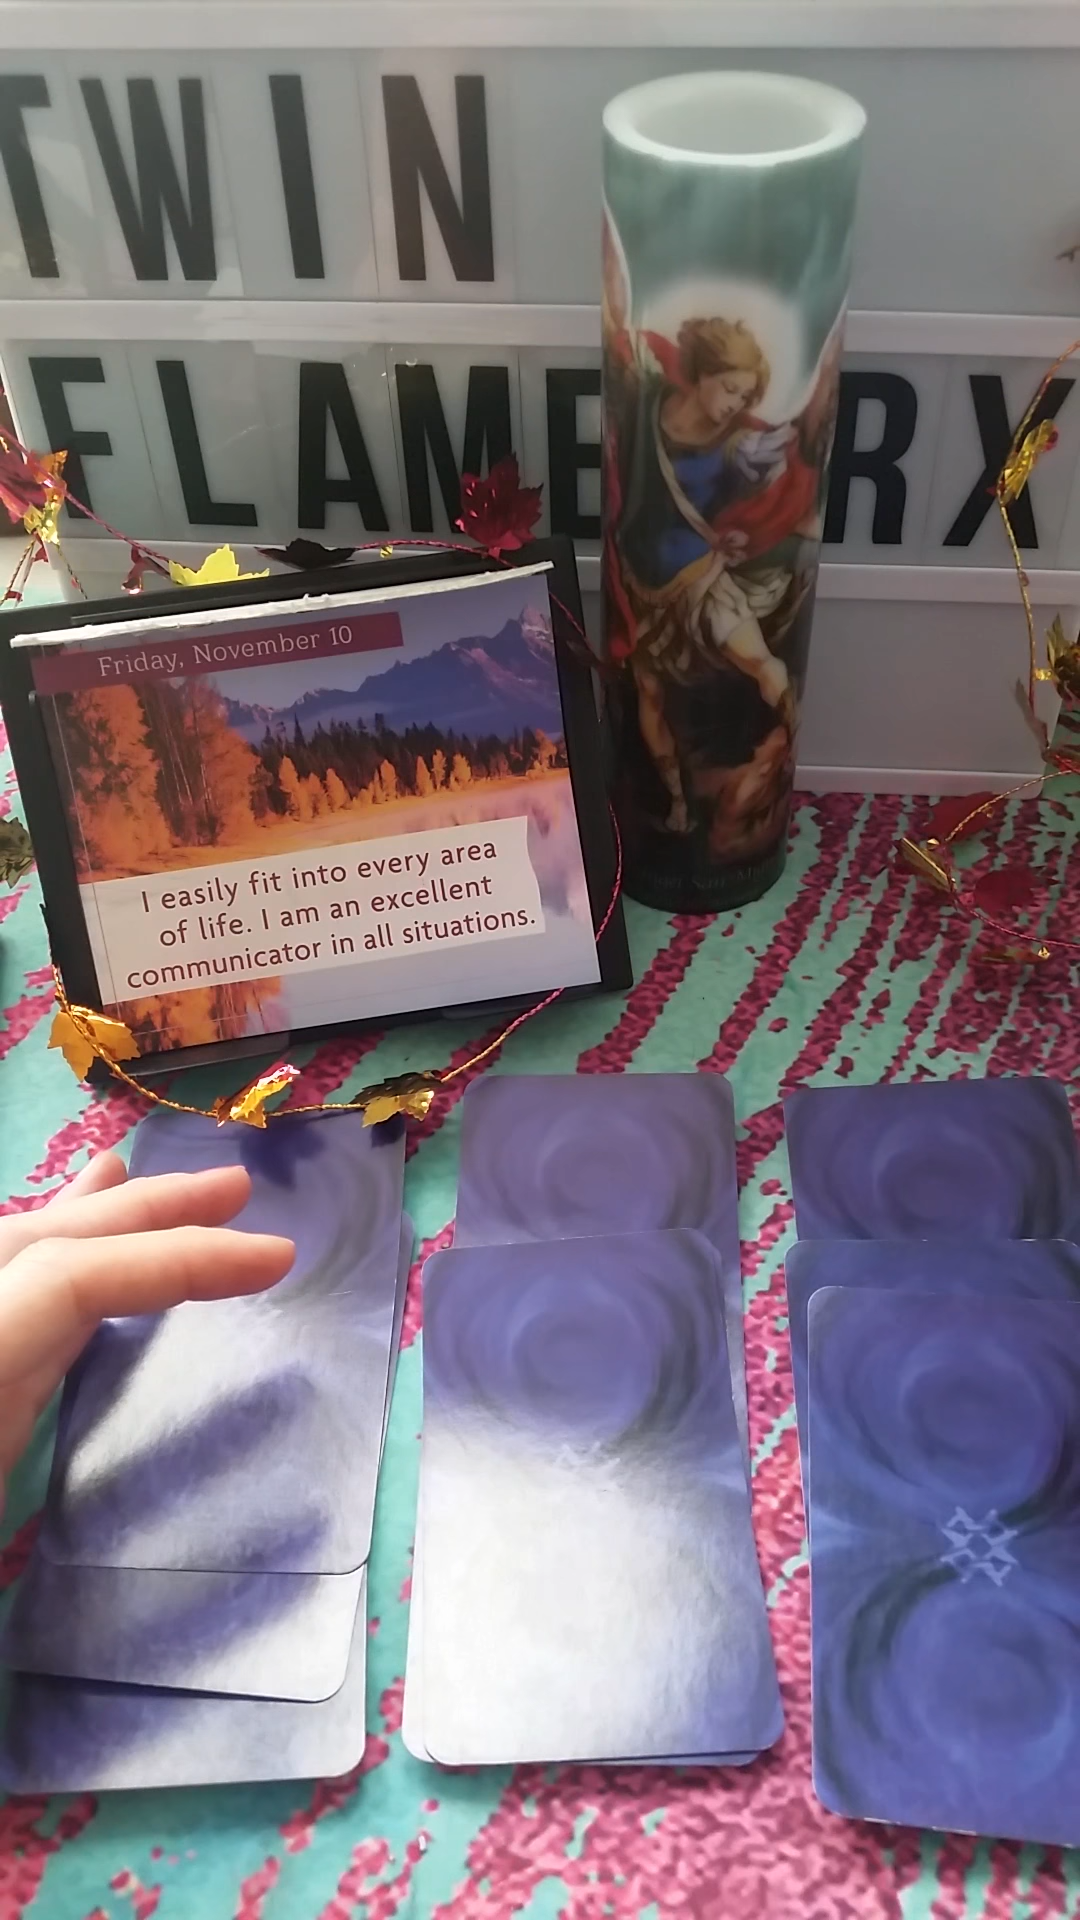 TWIN
FLAME RX
Friday, November 10
I easily fit into every area
of life. I am an excellent
communicator in all situations.